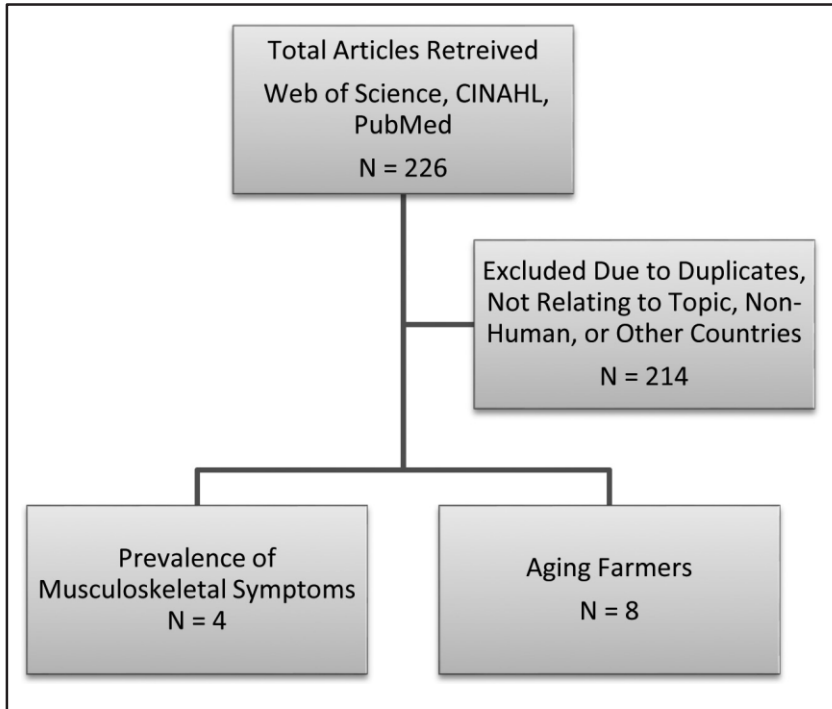 Total Articles Retreived
Web of Science, CINAHL,
PubMed
N = 226
Excluded Due to Duplicates,
Not Relating to Topic, Non-
Human, or Other Countries
N = 214
Prevalence of
Musculoskeletal Symptoms
N = 4
Aging Farmers
N = 8